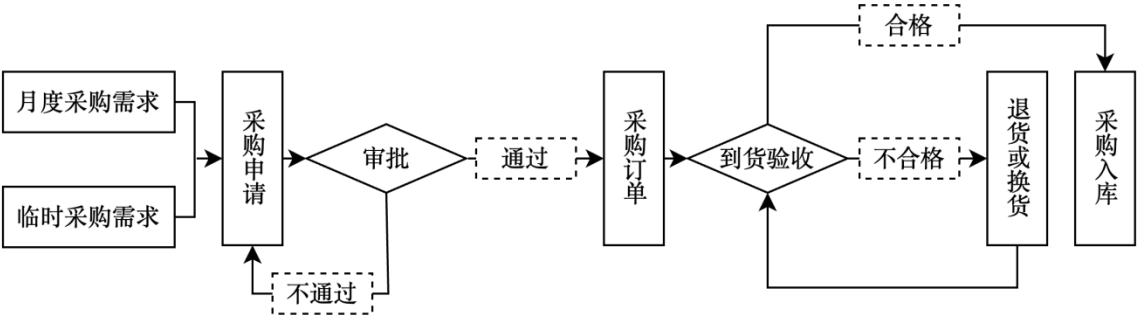 月度采购需求
临时采购需求
采购申请
审批
不通过
通过
采购订单
到货验收
合格
不合格
退货或换货
采购入库